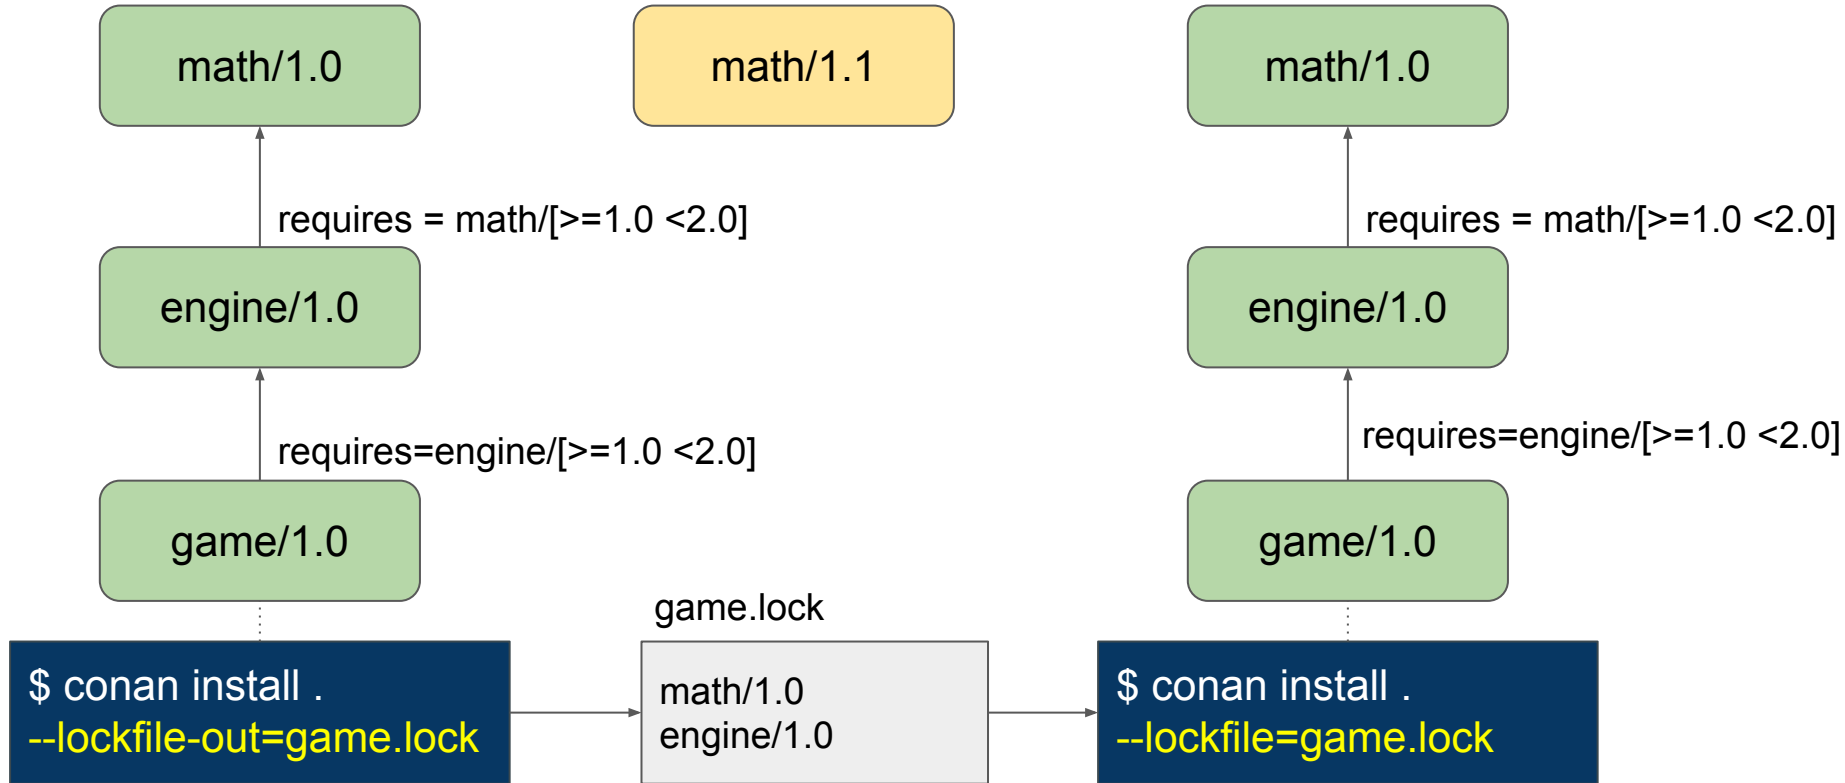 math/1.0
math/1.1
math/1.0
requires = math/[>=1.0 <2.0]
requires = math/[>=1.0 <2.0]
engine/1.0
engine/1.0
requires=engine/[>=1.0 <2.0]
requires=engine/[>=1.0 <2.0]
game/1.0
game/1.0
game.lock
$ conan install .
--lockfile-out=game.lock
math/1.0
engine/1.0
$ conan install .
--lockfile=game.lock